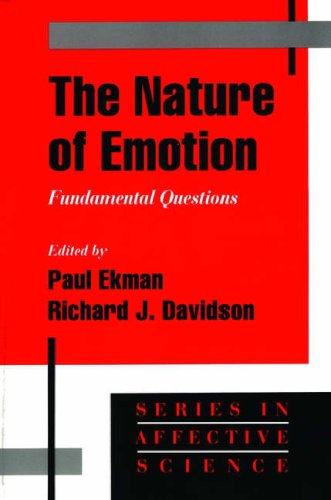 The Nature
of Emotion
Fundamental Questions
Edited by
Paul Ekman
Richard J. Davidson
SERIES IN
AFFECTIVE
SCIENCE